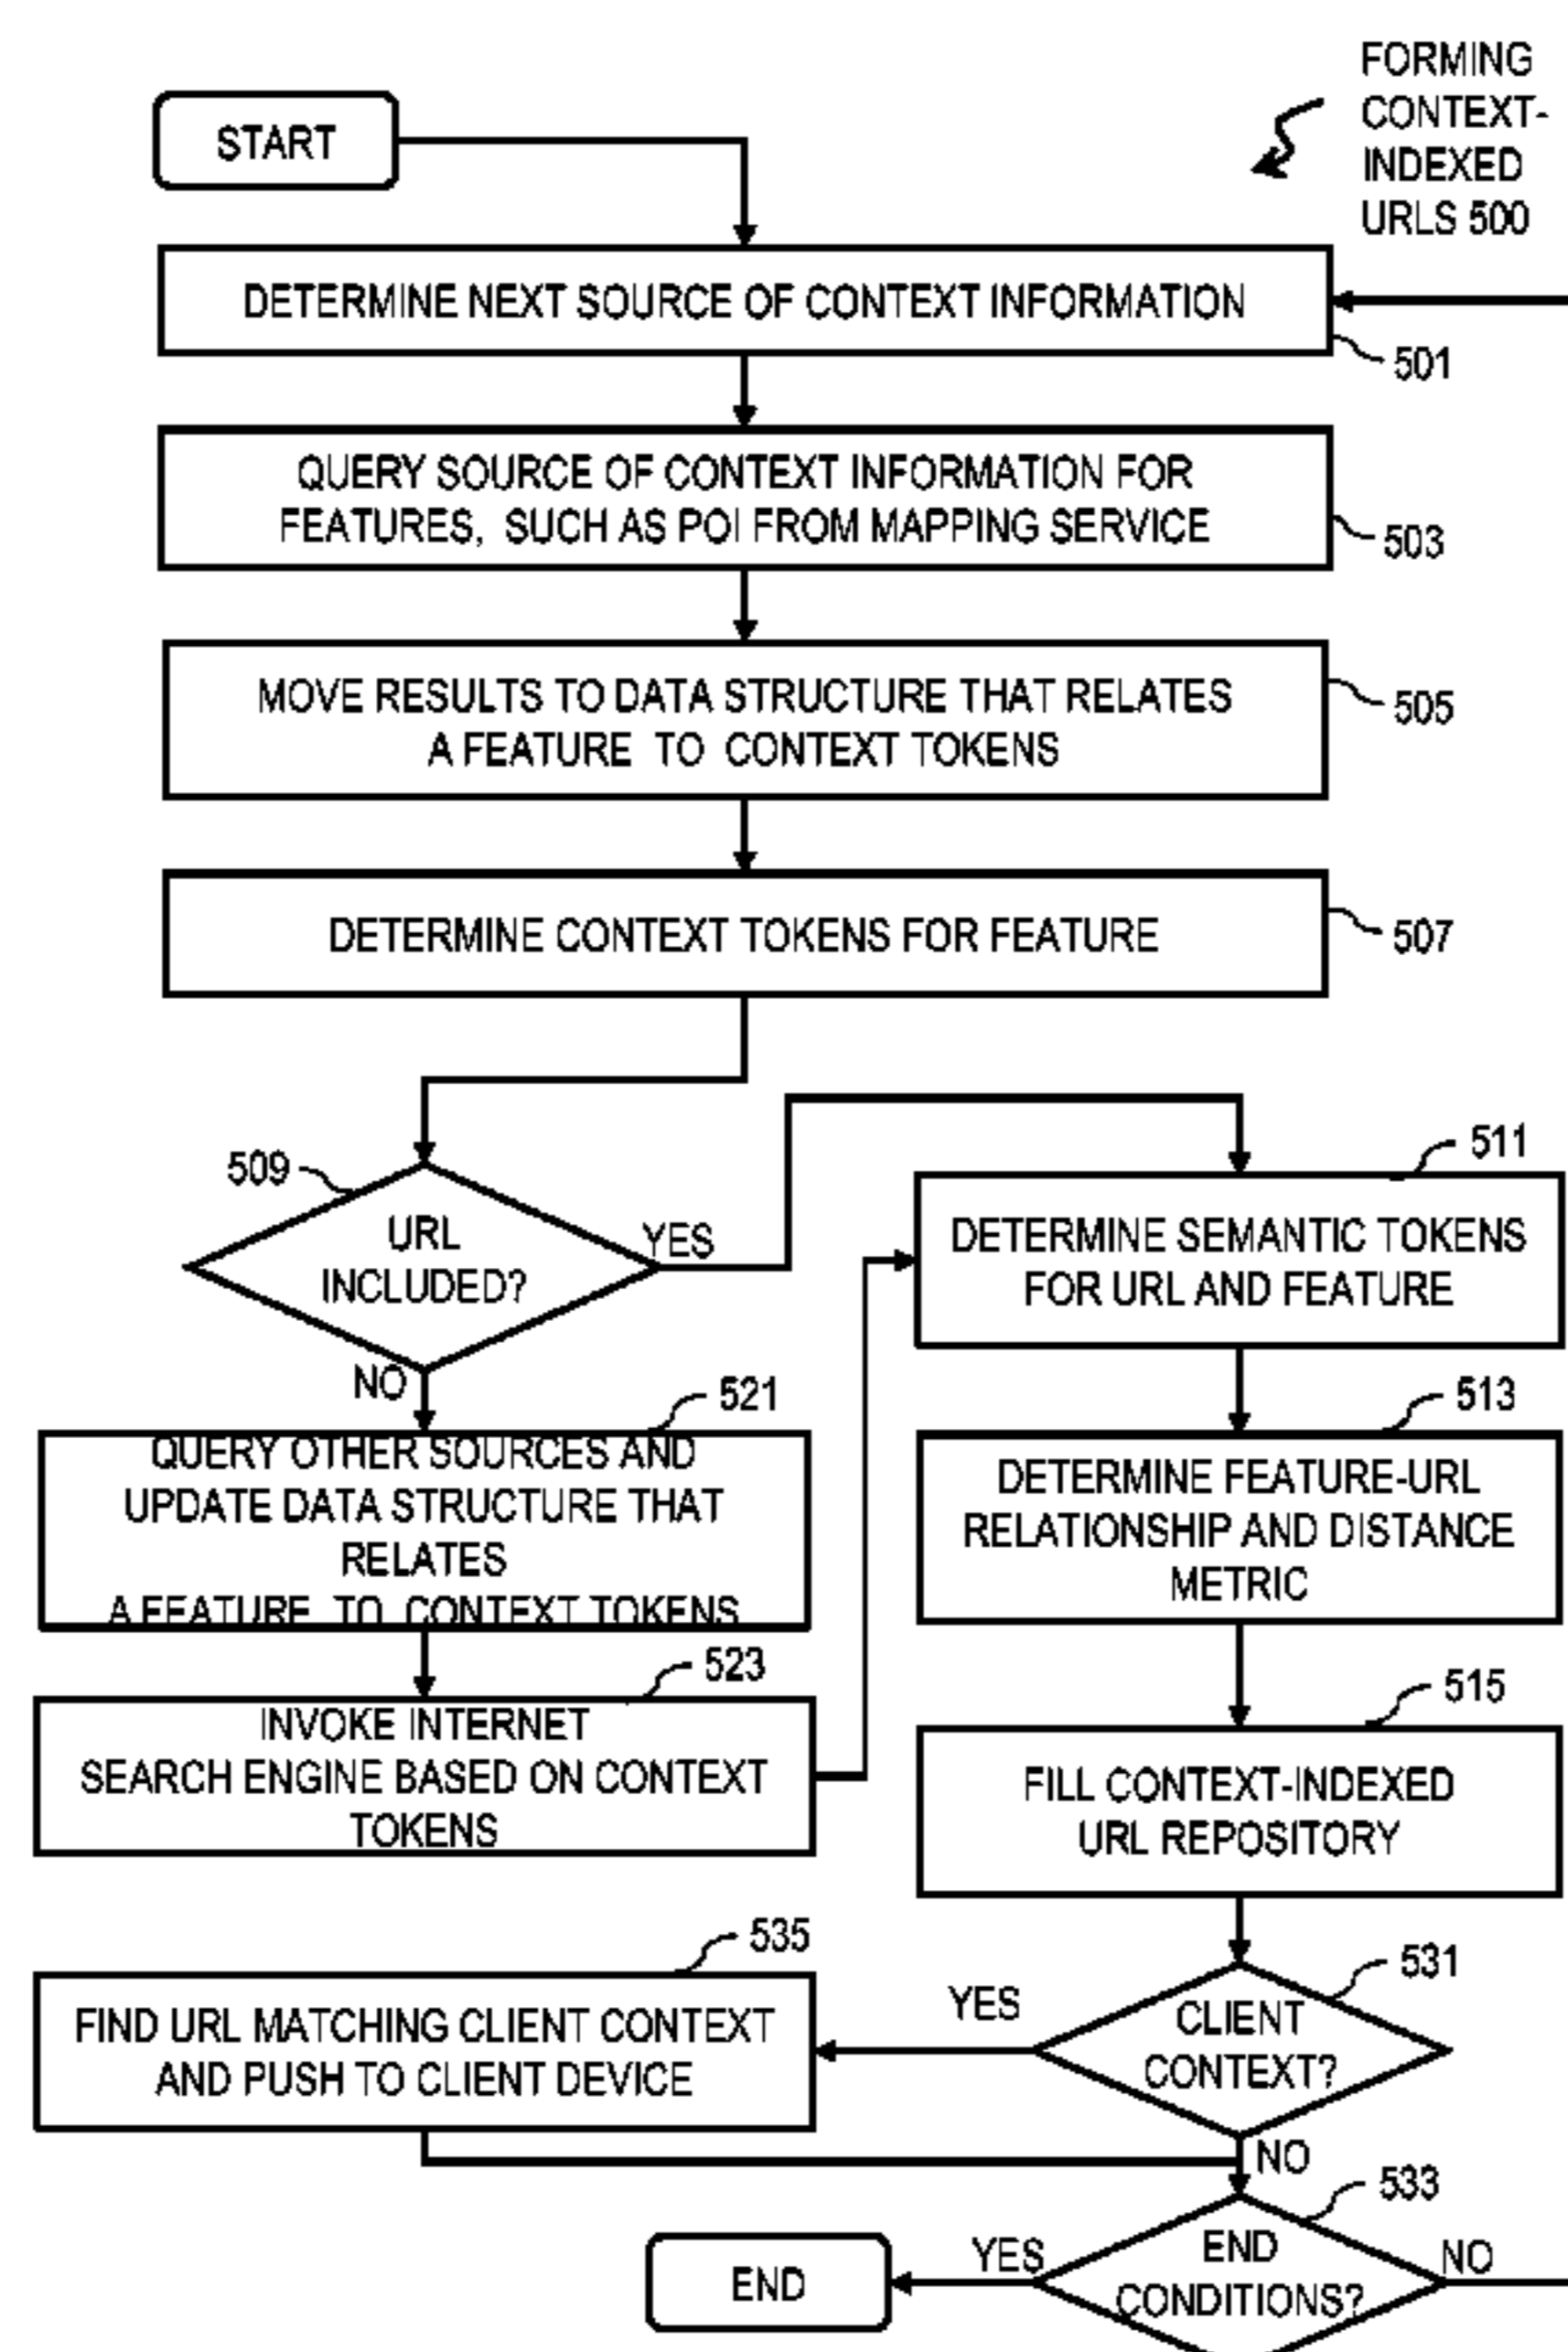 FORMING
CONTEXT-
INDEXED
URLS 500
START
DETERMINE NEXT SOURCE OF CONTEXT INFORMATION
501
QUERY SOURCE OF CONTEXT INFORMATION FOR
FEATURES, SUCH AS POI FROM MAPPING SERVICE
503
MOVE RESULTS TO DATA STRUCTURE THAT RELATES
A FEATURE TO CONTEXT TOKENS
505
DETERMINE CONTEXT TOKENS FOR FEATURE
507
509
URL
INCLUDED?
YES
NO
511
DETERMINE SEMANTIC TOKENS
FOR URL AND FEATURE
521
QUERY OTHER SOURCES AND
UPDATE DATA STRUCTURE THAT
RELATES
A FEATURE TO CONTEXT TOKENS
513
DETERMINE FEATURE-URL
RELATIONSHIP AND DISTANCE
METRIC
523
INVOKE INTERNET
SEARCH ENGINE BASED ON CONTEXT
TOKENS
515
FILL CONTEXT-INDEXED
URL REPOSITORY
535
FIND URL MATCHING CLIENT CONTEXT
AND PUSH TO CLIENT DEVICE
531
CLIENT
CONTEXT?
YES
NO
533
END
CONDITIONS?
YES
NO
END